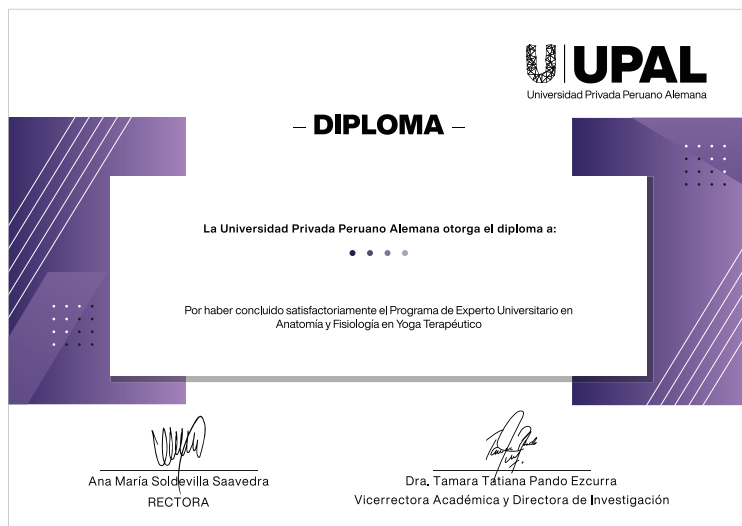 UPAL
Universidad Privada Peruano Alemana
– DIPLOMA –
La Universidad Privada Peruano Alemana otorga el diploma a:
Por haber concluido satisfactoriamente el Programa de Experto Universitario en
Anatomía y Fisiología en Yoga Terapéutico
Ana María Soldevilla Saavedra
RECTORA
Dra. Tamara Tatiana Pando Ezcurra
Vicerrectora Académica y Directora de Investigación